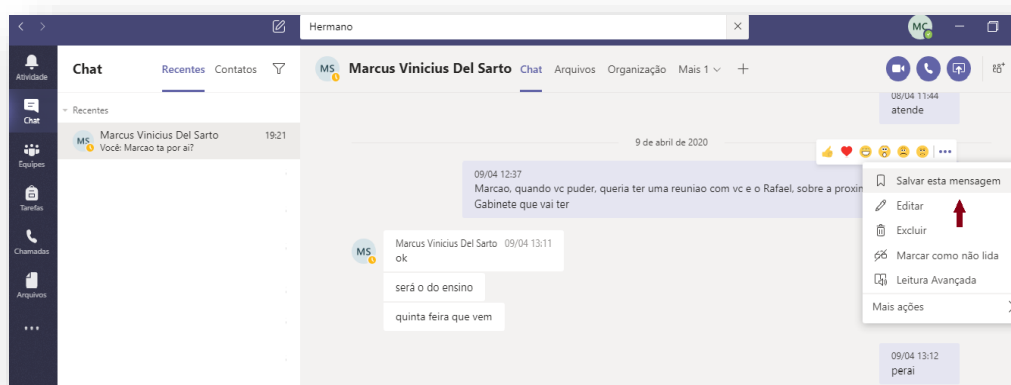 Hermano
MC
Atividade
Chat
Equipes
Tarefas
Chamadas
Arquivos
Chat Recentes Contatos
Recentes
MS Marcus Vinicius Del Sarto 19:21
Você: Marcao ta por ai?
MS Marcus Vinicius Del Sarto Chat Arquivos Organização Mais 1
08/04 11:44
atende
9 de abril de 2020
09/04 12:37
Marcao, quando vc puder, queria ter uma reuniao com vc e o Rafael, sobre a proxin
Gabinete que vai ter
Salvar esta mensagem
Editar
Excluir
Marcar como não lida
Leitura Avançada
Mais ações
MS Marcus Vinicius Del Sarto 09/04 13:11
ok
será o do ensino
quinta feira que vem
09/04 13:12
perai